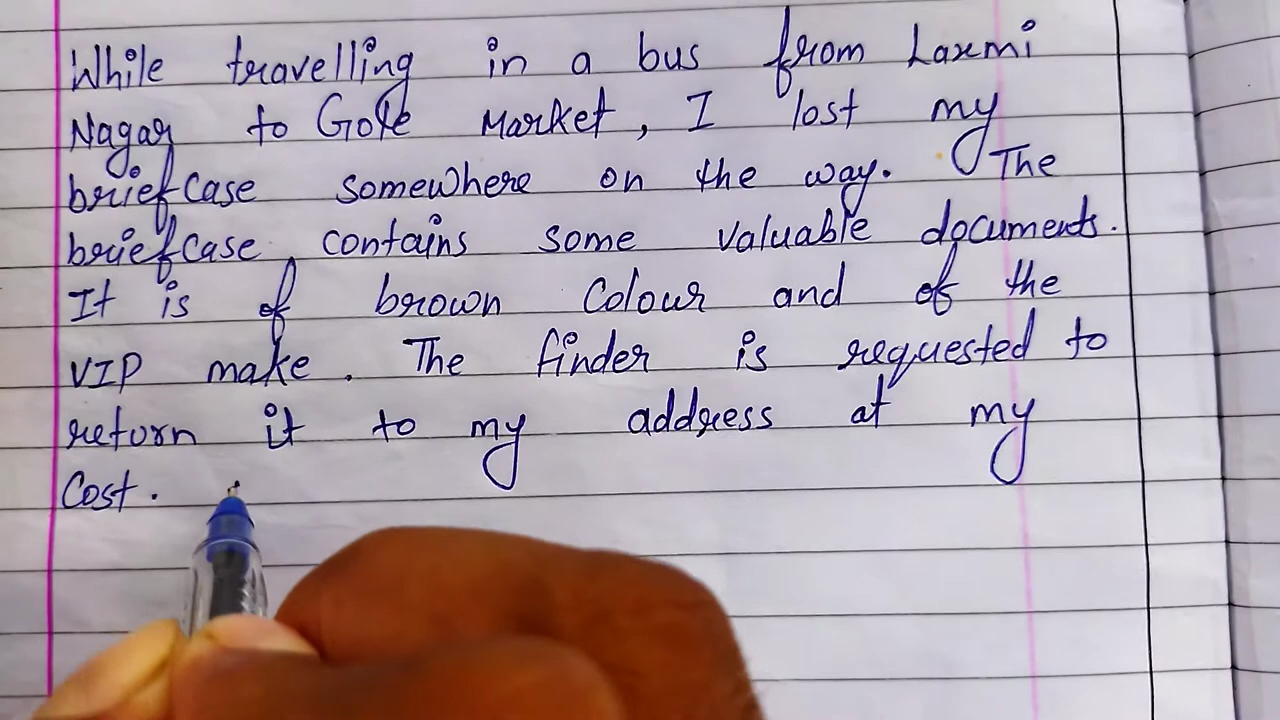 While travelling in a bus from Laxmi
Nagar to Gole Market, I lost my
briefcase somewhere on the way. The
briefcase contains some valuable documents.
It is of brown Colour and of the
VIP make. The finder is requested to
return it to my address at my
Cost.